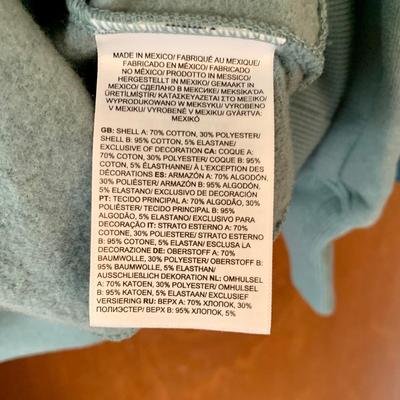 MADE IN MEXICO/ FABRIQUÉ AU MEXIQUE/
FABRICADO EN MÉXICO/ FABRICADO
NO MÉXICO/ PRODOTTO IN MESSICO/
HERGESTELLT IN MEXIKO/ GEMAAKT IN
MEXICO/ СДЕЛАНО В МЕКСИКЕ/ MEKSIKA'DA
ÜRETİLMİŞTİR/ ΚΑΤΑΣΚΕΥΑΖΕΤΑΙ ΣΤΟ ΜΕΞΙΚΟ/
WYPRODUKOWANO W MEKSYKU/ VYROBENO
V MEXIKU/ VYROBENÉ V MEXIKU/ GYÁRTVA:
MEXIKÓ
GB: SHELL A: 70% COTTON, 30% POLYESTER/
SHELL B: 95% COTTON, 5% ELASTANE/
EXCLUSIVE OF DECORATION CA: COQUE A:
70% COTON, 30% POLYESTER/ COQUE B: 95%
COTON, 5% ÉLASTHANNE/ À L'EXCEPTION DES
DÉCORATIONS ES: ARMAZÓN A: 70% ALGODÓN,
30% POLIÉSTER/ ARMAZÓN B: 95% ALGODÓN,
5% ELASTANO/ EXCLUSIVO DE DECORACIÓN
PT: TECIDO PRINCIPAL A: 70% ALGODÃO, 30%
POLIÉSTER/ TECIDO PRINCIPAL B: 95%
ALGODÃO, 5% ELASTANO/ EXCLUSIVO PARA
DECORAÇÃO IT: STRATO ESTERNO A: 70%
COTONE, 30% POLIESTERE/ STRATO ESTERNO
B: 95% COTONE, 5% ELASTAN/ ESCLUSA LA
DECORAZIONE DE: OBERSTOFF A: 70%
BAUMWOLLE, 30% POLYESTER/ OBERSTOFF B:
95% BAUMWOLLE, 5% ELASTHAN/
AUSSCHLIEßLICH DEKORATION NL: OMHULSEL
A: 70% KATOEN, 30% POLYESTER/ OMHULSEL
B: 95% KATOEN, 5% ELASTAAN/ EXCLUSIEF
VERSIERING RU: ВЕРХ A: 70% ХЛОПОК, 30%
ПОЛИЭСТЕР/ ВЕРХ B: 95% ХЛОПОК, 5%